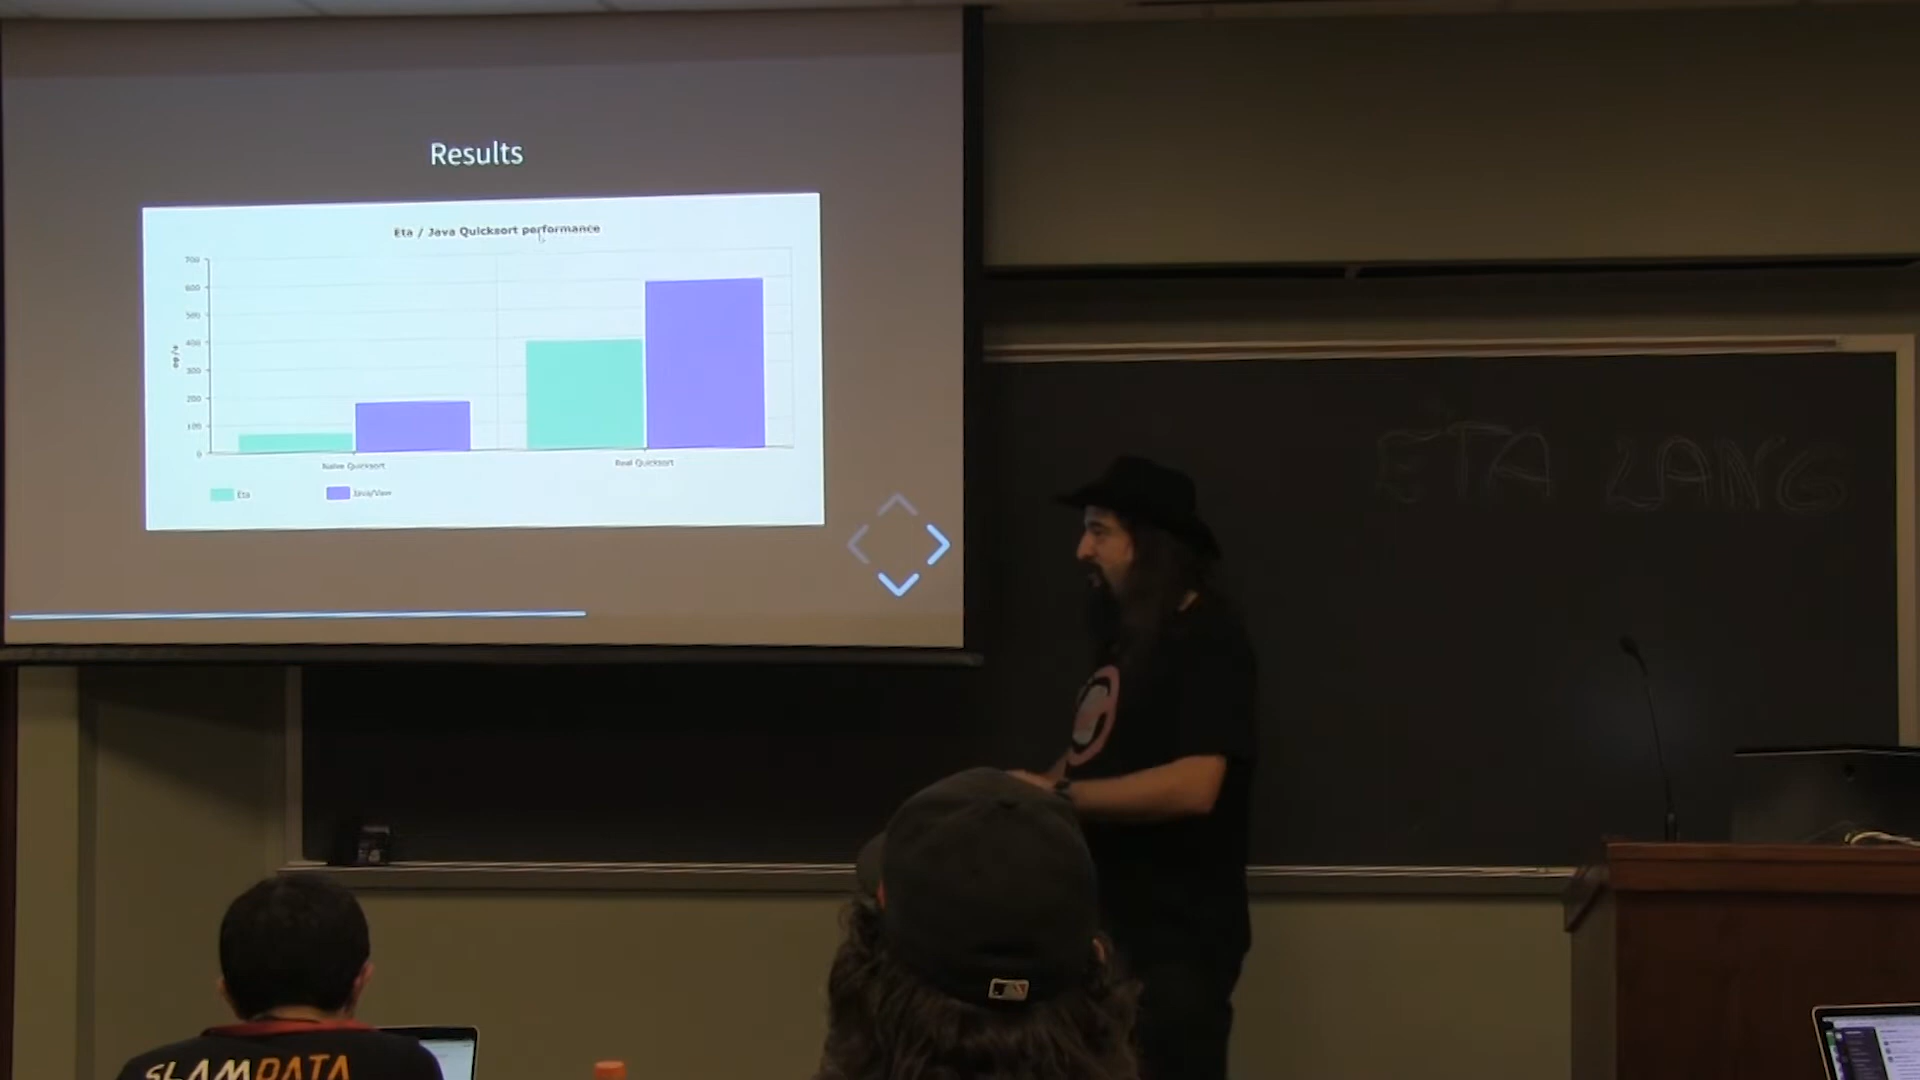 Results
Eta / Java Quicksort performance
700
600
500
400
300
200
100
0
Naive Quicksort
Real Quicksort
Eta
ETA LANG
SLAMDATA